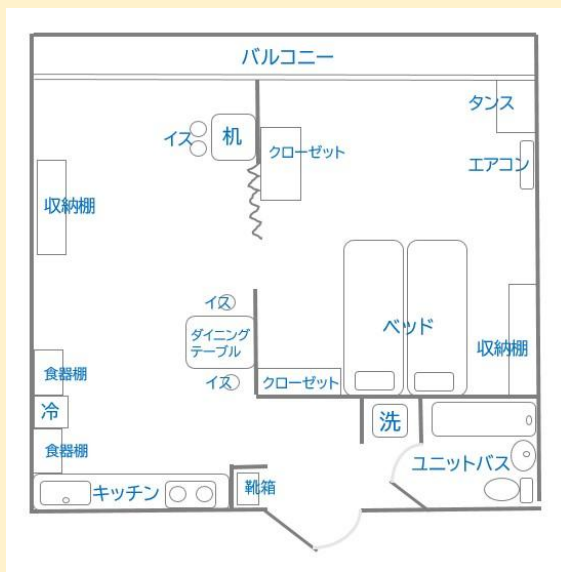 バルコニー
タンス
イス
机
クローゼット
エアコン
収納棚
イス
ダイニング
テーブル
ベッド
収納棚
食器棚
イス
クローゼット
冷
洗
食器棚
ユニットバス
キッチン
靴箱